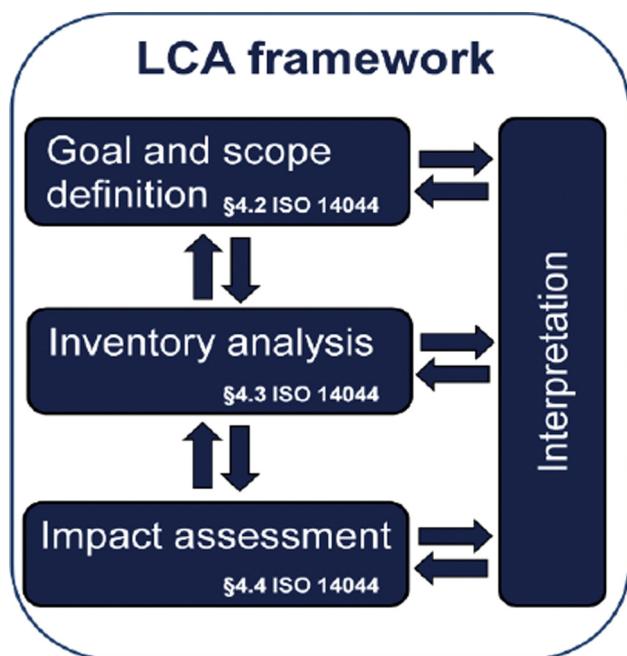 LCA framework
Goal and scope
definition §4.2 ISO 14044
Inventory analysis
§4.3 ISO 14044
Impact assessment
§4.4 ISO 14044
Interpretation